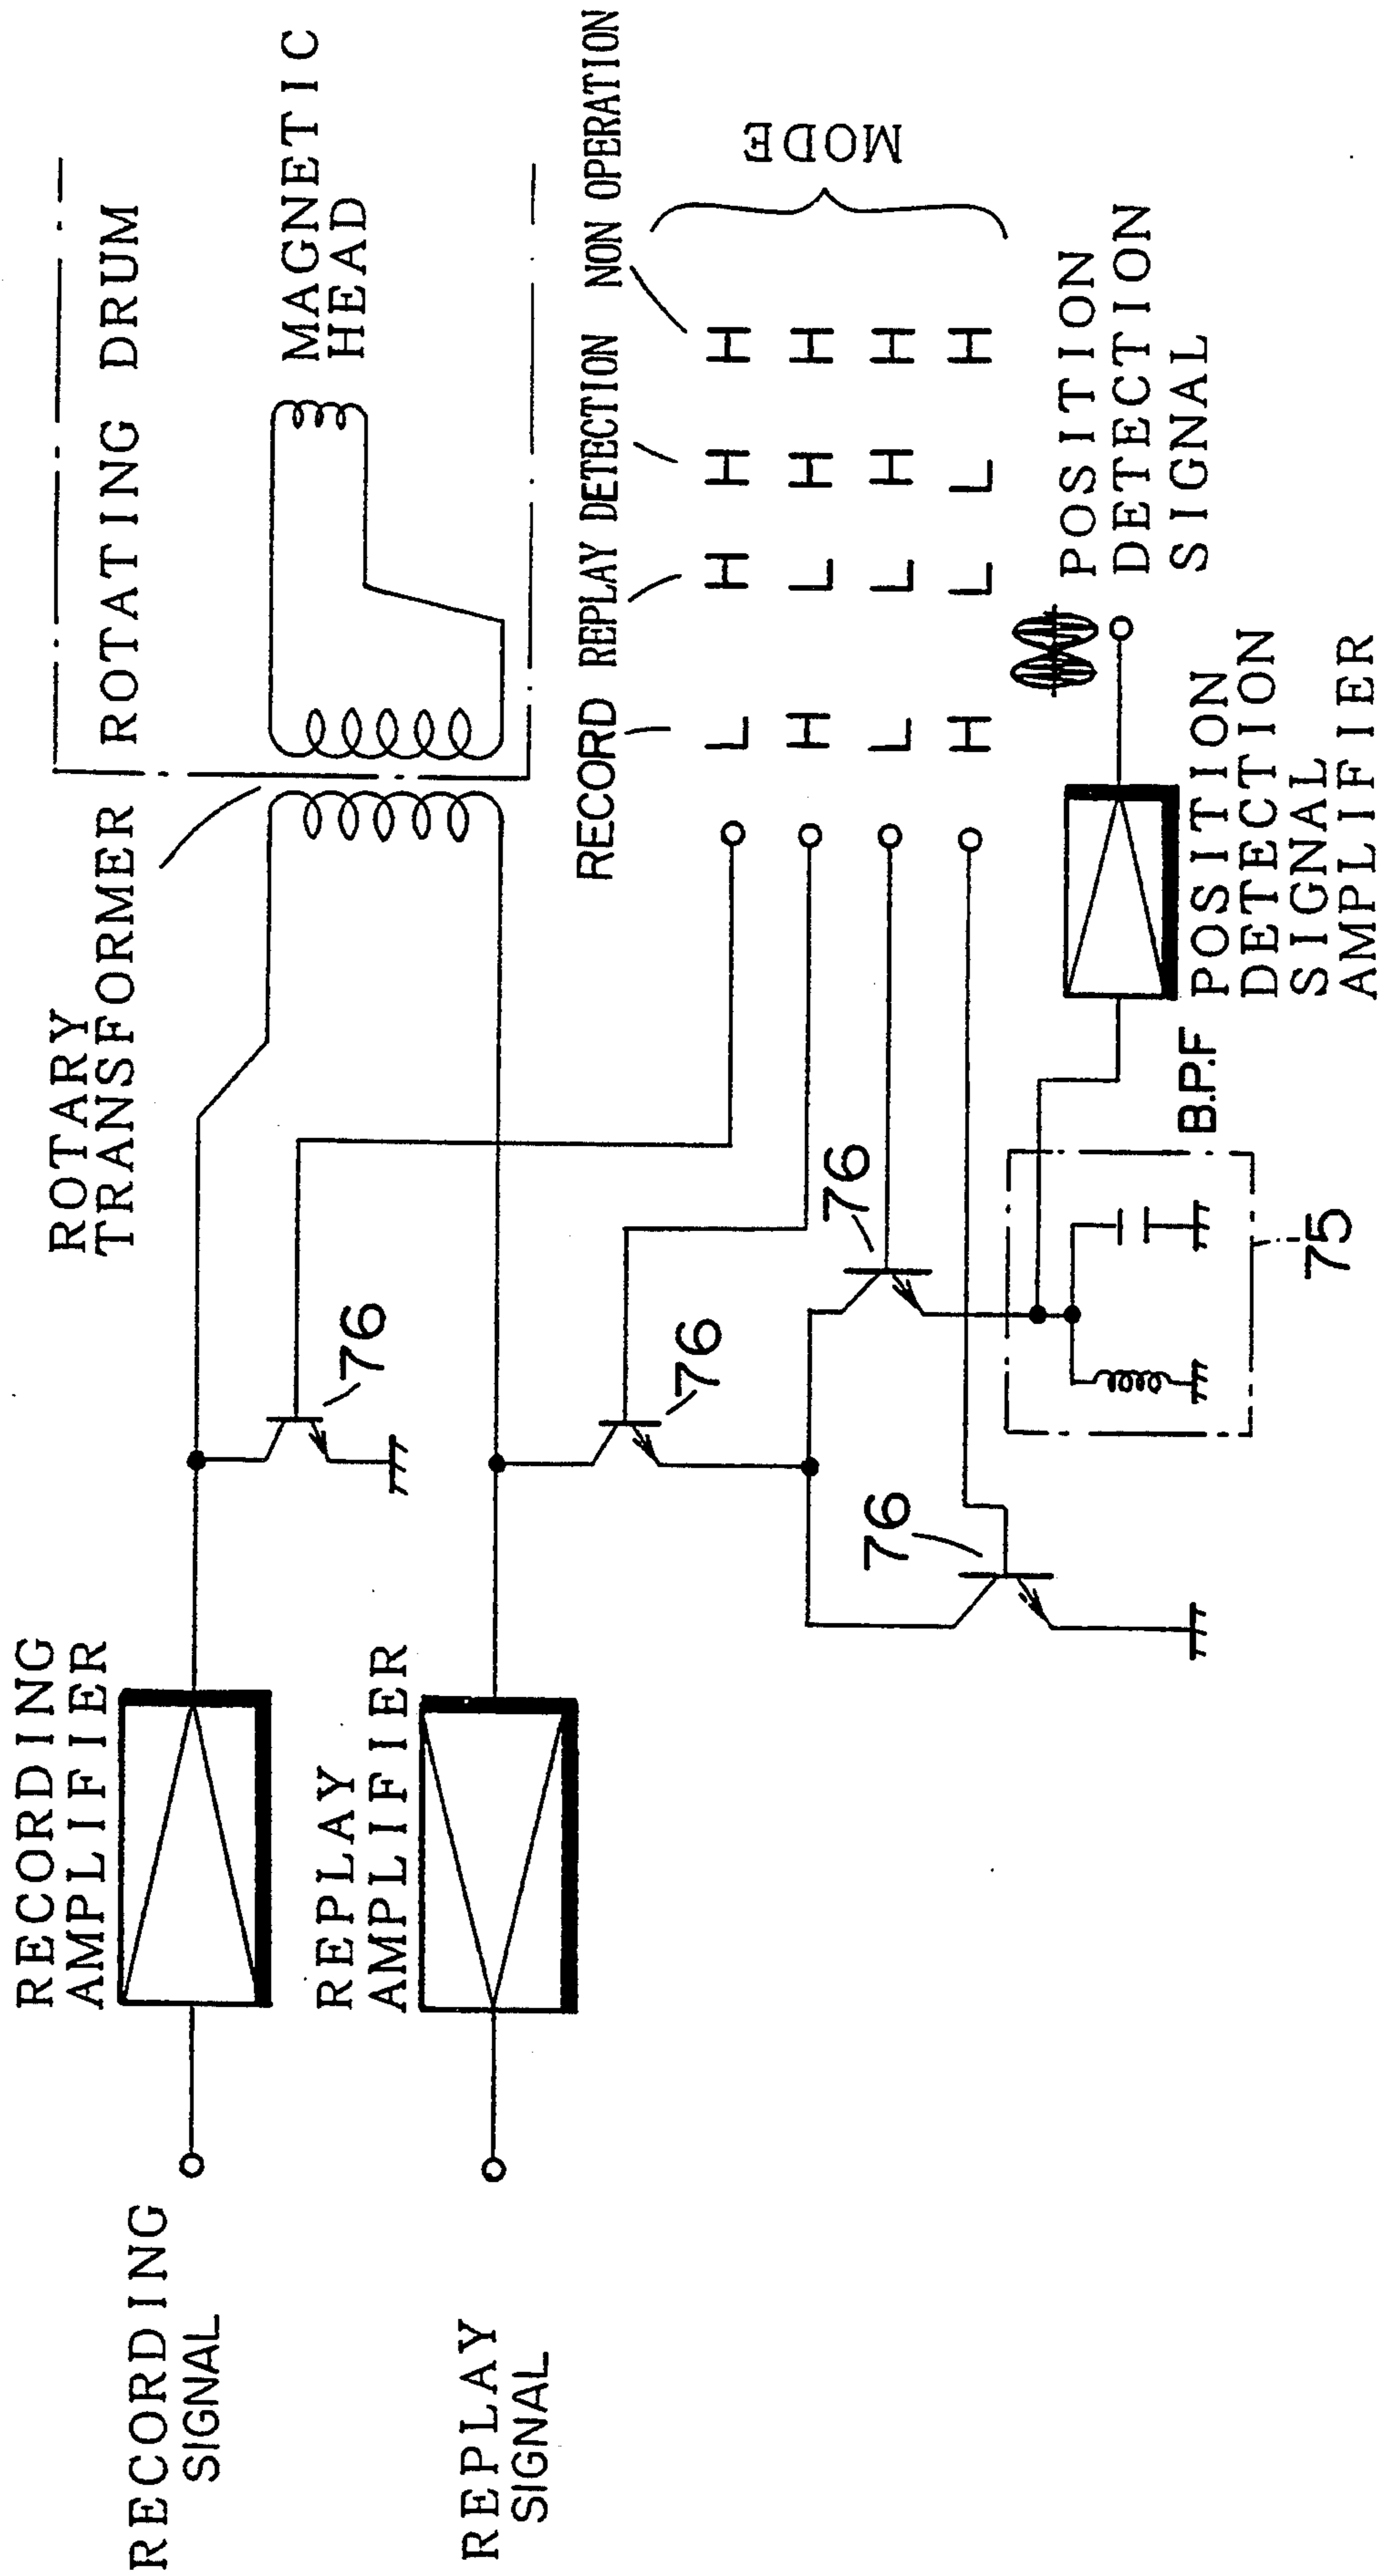 ROTARY
TRANSFORMER
ROTATING DRUM
MAGNETIC
HEAD
RECORDING
AMPLIFIER
RECORDING
SIGNAL
76
REPLAY
AMPLIFIER
REPLAY
SIGNAL
76
RECORD
REPLAY
DETECTION
NON OPERATION
L H H H
H L H H
L L H H
H L L H
MODE
76
76
POSITION
DETECTION
SIGNAL
B.P.F
POSITION
DETECTION
SIGNAL
AMPLIFIER
75